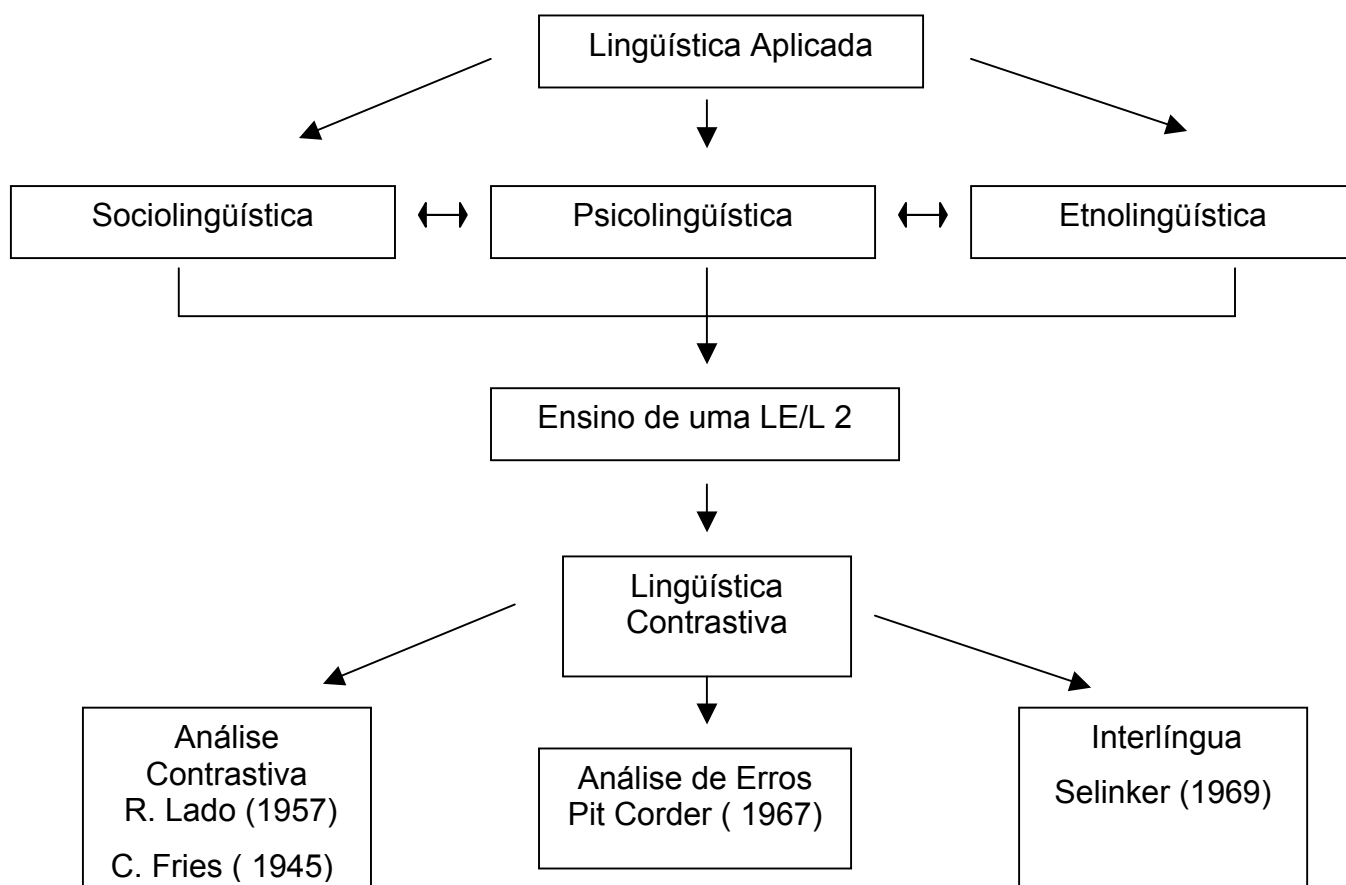 Lingüística Aplicada
Sociolingüística
Psicolingüística
Etnolingüística
Ensino de uma LE/L 2
Lingüística
Contrastiva
Análise
Contrastiva
R. Lado (1957)
C. Fries ( 1945)
Análise de Erros
Pit Corder ( 1967)
Interlíngua
Selinker (1969)